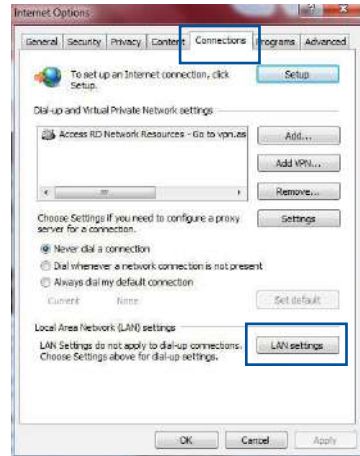 Internet Options
General Security Privacy Content Connections Programs Advanced
To set up an Internet connection, click
Setup.
Setup
Dial-up and Virtual Private Network settings
Access RD Network Resources - Go to vpn.as
Add...
Add VPN...
Remove...
Choose Settings if you need to configure a proxy
server for a connection.
Settings
Never dial a connection
Dial whenever a network connection is not present
Always dial my default connection
Current None
Set default
Local Area Network (LAN) settings
LAN Settings do not apply to dial-up connections.
Choose Settings above for dial-up settings.
LAN settings
OK Cancel Apply